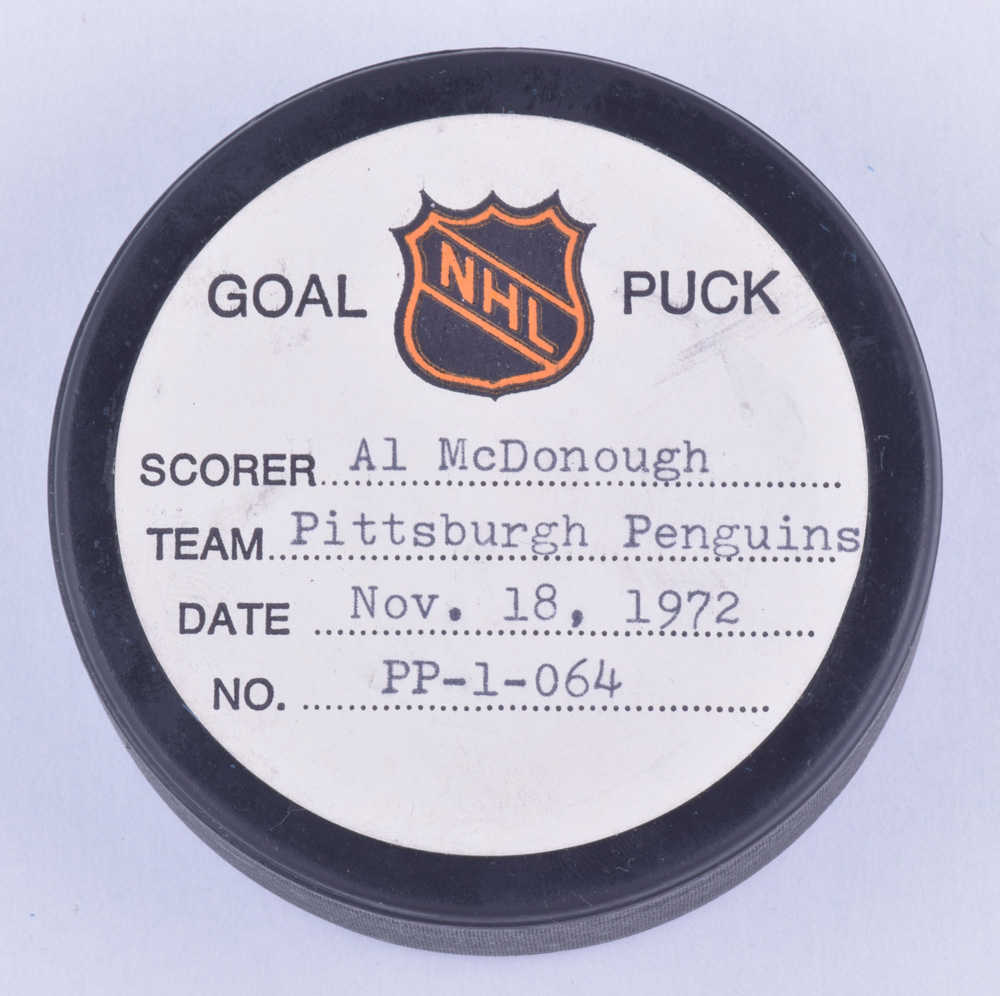 GOAL NHL PUCK
SCORER Al McDonough
TEAM Pittsburgh Penguins
DATE Nov. 18, 1972
NO. PP-1-064